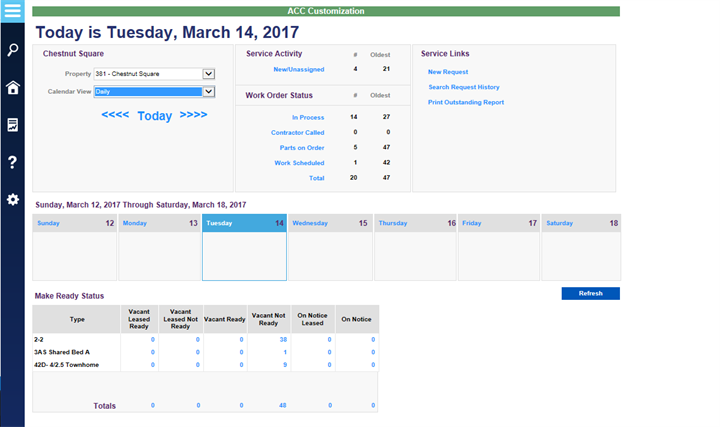 ACC Customization
Today is Tuesday, March 14, 2017
Chestnut Square
Property 381 - Chestnut Square
Calendar View Daily
<<<< Today >>>>
Service Activity # Oldest
New/Unassigned 4 21
Work Order Status # Oldest
In Process 14 27
Contractor Called 0 0
Parts on Order 5 47
Work Scheduled 1 42
Total 20 47
Service Links
New Request
Search Request History
Print Outstanding Report
Sunday, March 12, 2017 Through Saturday, March 18, 2017
Sunday 12 Monday 13 Tuesday 14 Wednesday 15 Thursday 16 Friday 17 Saturday 18
Make Ready Status
Refresh
Type Vacant Leased Ready Vacant Leased Not Ready Vacant Ready Vacant Not Ready On Notice Leased On Notice
2-2 0 0 0 38 0 0
3AS Shared Bed A 0 0 0 1 0 0
42D- 4/2.5 Townhome 0 0 0 9 0 0
Totals 0 0 0 48 0 0